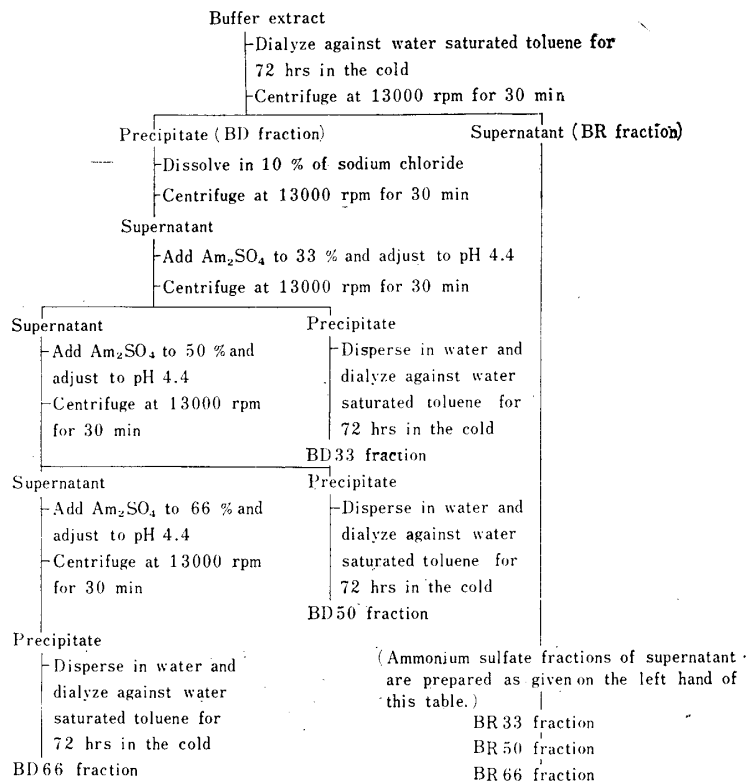 Buffer extract
Dialyze against water saturated toluene for
72 hrs in the cold
Centrifuge at 13000 rpm for 30 min
Precipitate (BD fraction)
Supernatant (BR fraction)
Dissolve in 10 % of sodium chloride
Centrifuge at 13000 rpm for 30 min
Supernatant
Add Am₂SO₄ to 33 % and adjust to pH 4.4
Centrifuge at 13000 rpm for 30 min
Supernatant
Add Am₂SO₄ to 50 % and
adjust to pH 4.4
Centrifuge at 13000 rpm
for 30 min
Precipitate
Disperse in water and
dialyze against water
saturated toluene for
72 hrs in the cold
BD33 fraction
Supernatant
Add Am₂SO₄ to 66 % and
adjust to pH 4.4
Centrifuge at 13000 rpm
for 30 min
Precipitate
Disperse in water and
dialyze against water
saturated toluene for
72 hrs in the cold
BD50 fraction
Precipitate
Disperse in water and
dialyze against water
saturated toluene for
72 hrs in the cold
BD66 fraction
(Ammonium sulfate fractions of supernatant
are prepared as given on the left hand of
this table.)
BR33 fraction
BR50 fraction
BR66 fraction